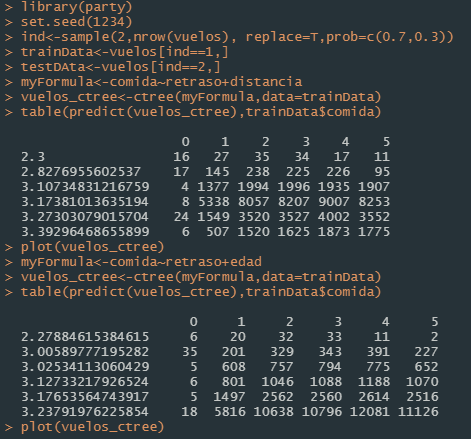 > library(party)
> set.seed(1234)
> ind<-sample(2,nrow(vuelos), replace=T,prob=c(0.7,0.3))
> trainData<-vuelos[ind==1,]
> testDAta<-vuelos[ind==2,]
> myFormula<-comida~retraso+distancia
> vuelos_ctree<-ctree(myFormula,data=trainData)
> table(predict(vuelos_ctree),trainData$comida)
0 1 2 3 4 5
2.3 16 27 35 34 17 11
2.8276955602537 17 145 238 225 226 95
3.10734831216759 4 1377 1994 1996 1935 1907
3.17381013635194 8 5338 8057 8207 9007 8253
3.27303079015704 24 1549 3520 3527 4002 3552
3.39296468655899 6 507 1520 1625 1873 1775
> plot(vuelos_ctree)
> myFormula<-comida~retraso+edad
> vuelos_ctree<-ctree(myFormula,data=trainData)
> table(predict(vuelos_ctree),trainData$comida)
0 1 2 3 4 5
2.27884615384615 6 20 32 33 11 2
3.00589777195282 35 201 329 343 391 227
3.02534113060429 5 608 757 794 775 652
3.12733217926524 6 801 1046 1088 1188 1070
3.17653564743917 5 1497 2562 2560 2614 2516
3.23791976225854 18 5816 10638 10796 12081 11126
> plot(vuelos_ctree)